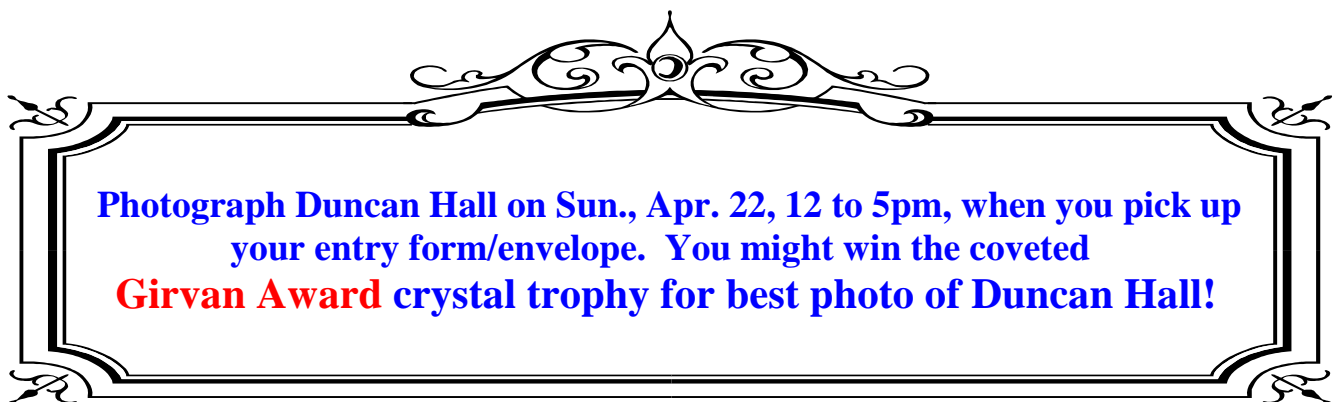 Photograph Duncan Hall on Sun., Apr. 22, 12 to 5pm, when you pick up
your entry form/envelope.  You might win the coveted
Girvan Award crystal trophy for best photo of Duncan Hall!